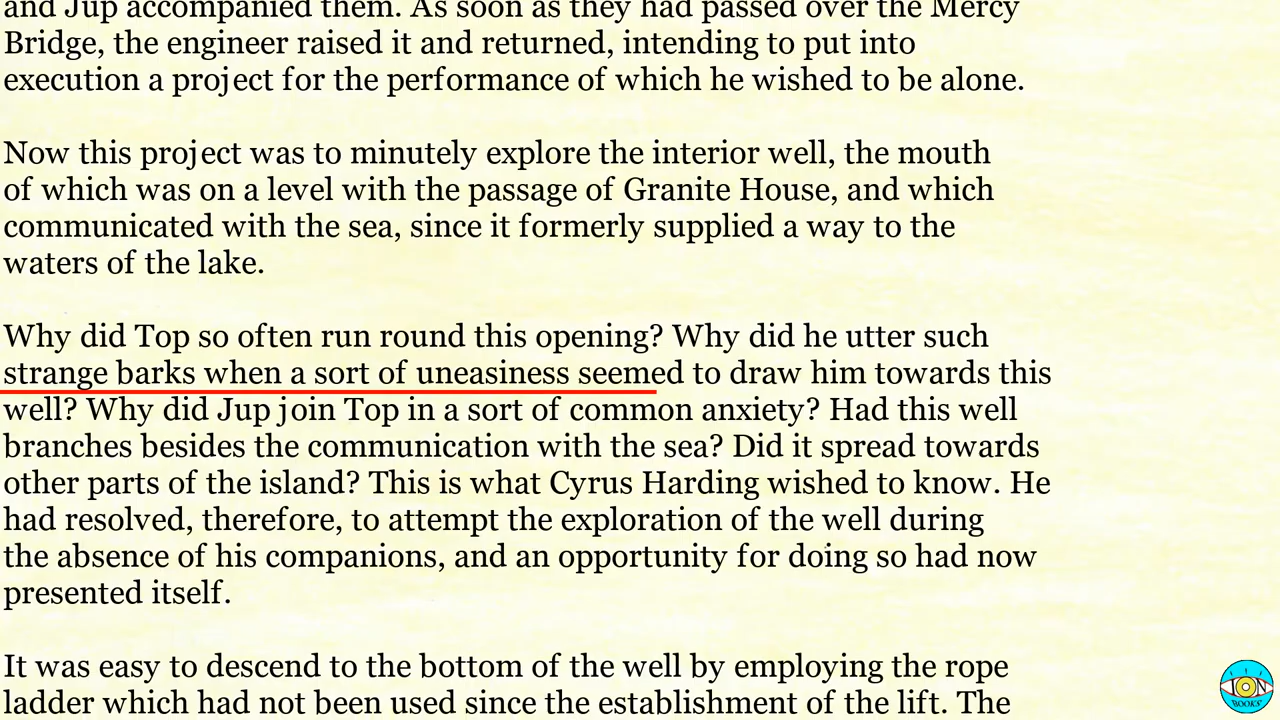 and Jup accompanied them. As soon as they had passed over the Mercy
Bridge, the engineer raised it and returned, intending to put into
execution a project for the performance of which he wished to be alone.
Now this project was to minutely explore the interior well, the mouth
of which was on a level with the passage of Granite House, and which
communicated with the sea, since it formerly supplied a way to the
waters of the lake.
Why did Top so often run round this opening? Why did he utter such
strange barks when a sort of uneasiness seemed to draw him towards this
well? Why did Jup join Top in a sort of common anxiety? Had this well
branches besides the communication with the sea? Did it spread towards
other parts of the island? This is what Cyrus Harding wished to know. He
had resolved, therefore, to attempt the exploration of the well during
the absence of his companions, and an opportunity for doing so had now
presented itself.
It was easy to descend to the bottom of the well by employing the rope
ladder which had not been used since the establishment of the lift. The
ION
BOOKS